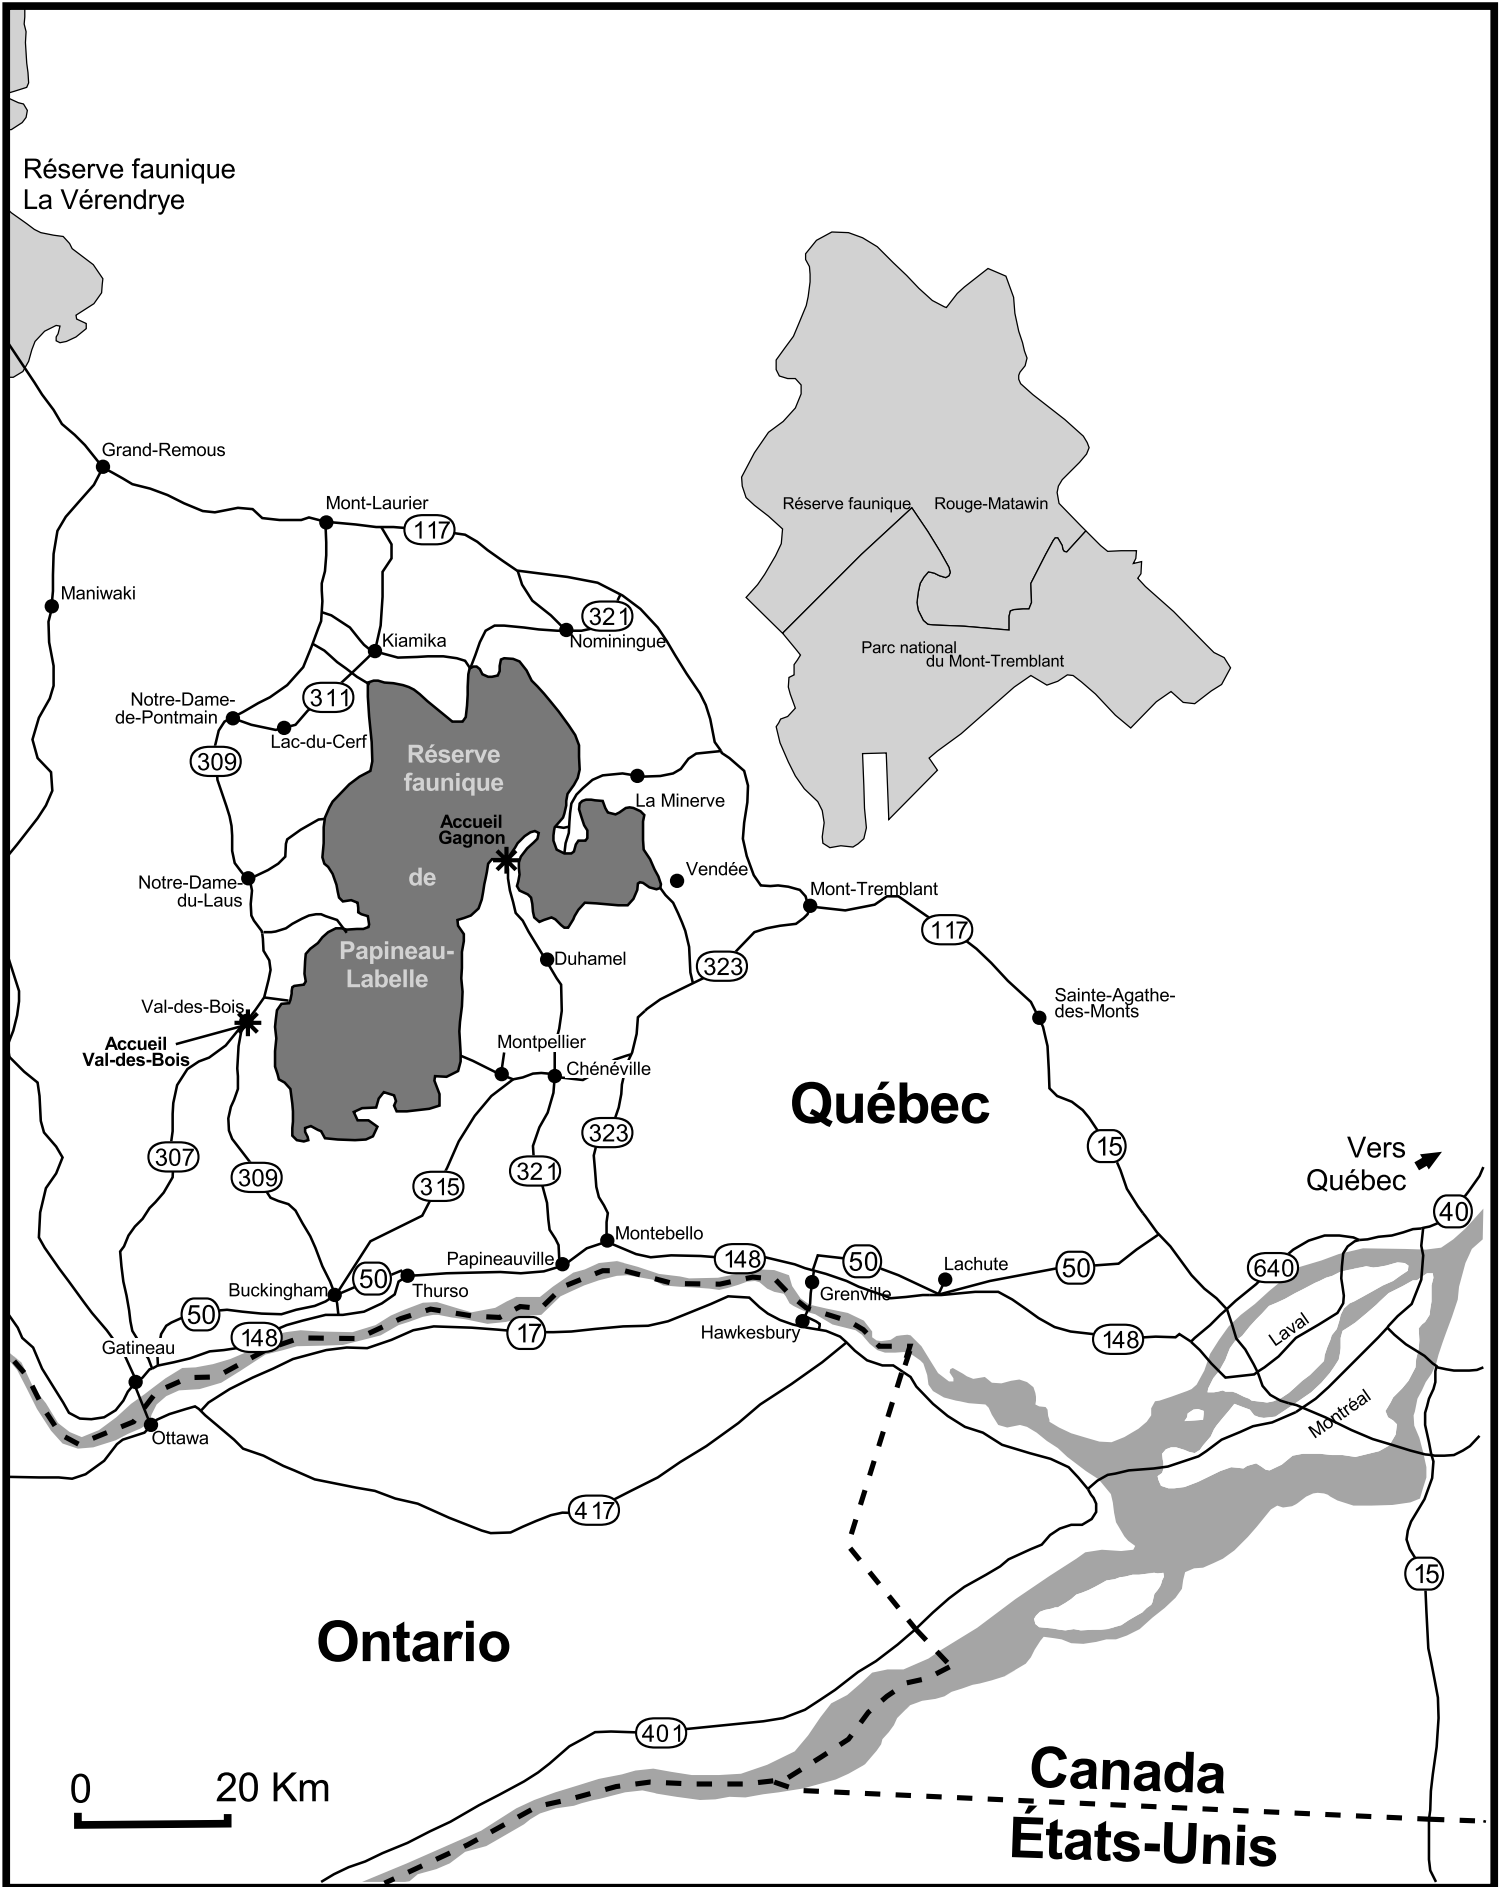 Réserve faunique
La Vérendrye
Grand-Remous
Mont-Laurier
117
Réserve faunique
Rouge-Matawin
Maniwaki
321
Kiamika
Nominingue
Parc national
du Mont-Tremblant
311
Notre-Dame-
de-Pontmain
Lac-du-Cerf
309
Réserve
faunique
La Minerve
Accueil
Gagnon
de
Vendée
Notre-Dame-
du-Laus
Mont-Tremblant
117
Papineau-
Labelle
Duhamel
323
Val-des-Bois
Sainte-Agathe-
des-Monts
Accueil
Val-des-Bois
Montpellier
Chénéville
Québec
323
15
Vers
Québec
307
309
315
321
40
Montebello
Papineauville
148
50
Lachute
50
640
Buckingham
50
Thurso
Grenville
50
148
Gatineau
17
Hawkesbury
148
Laval
Montréal
Ottawa
417
15
Ontario
401
Canada
États-Unis
0
20 Km